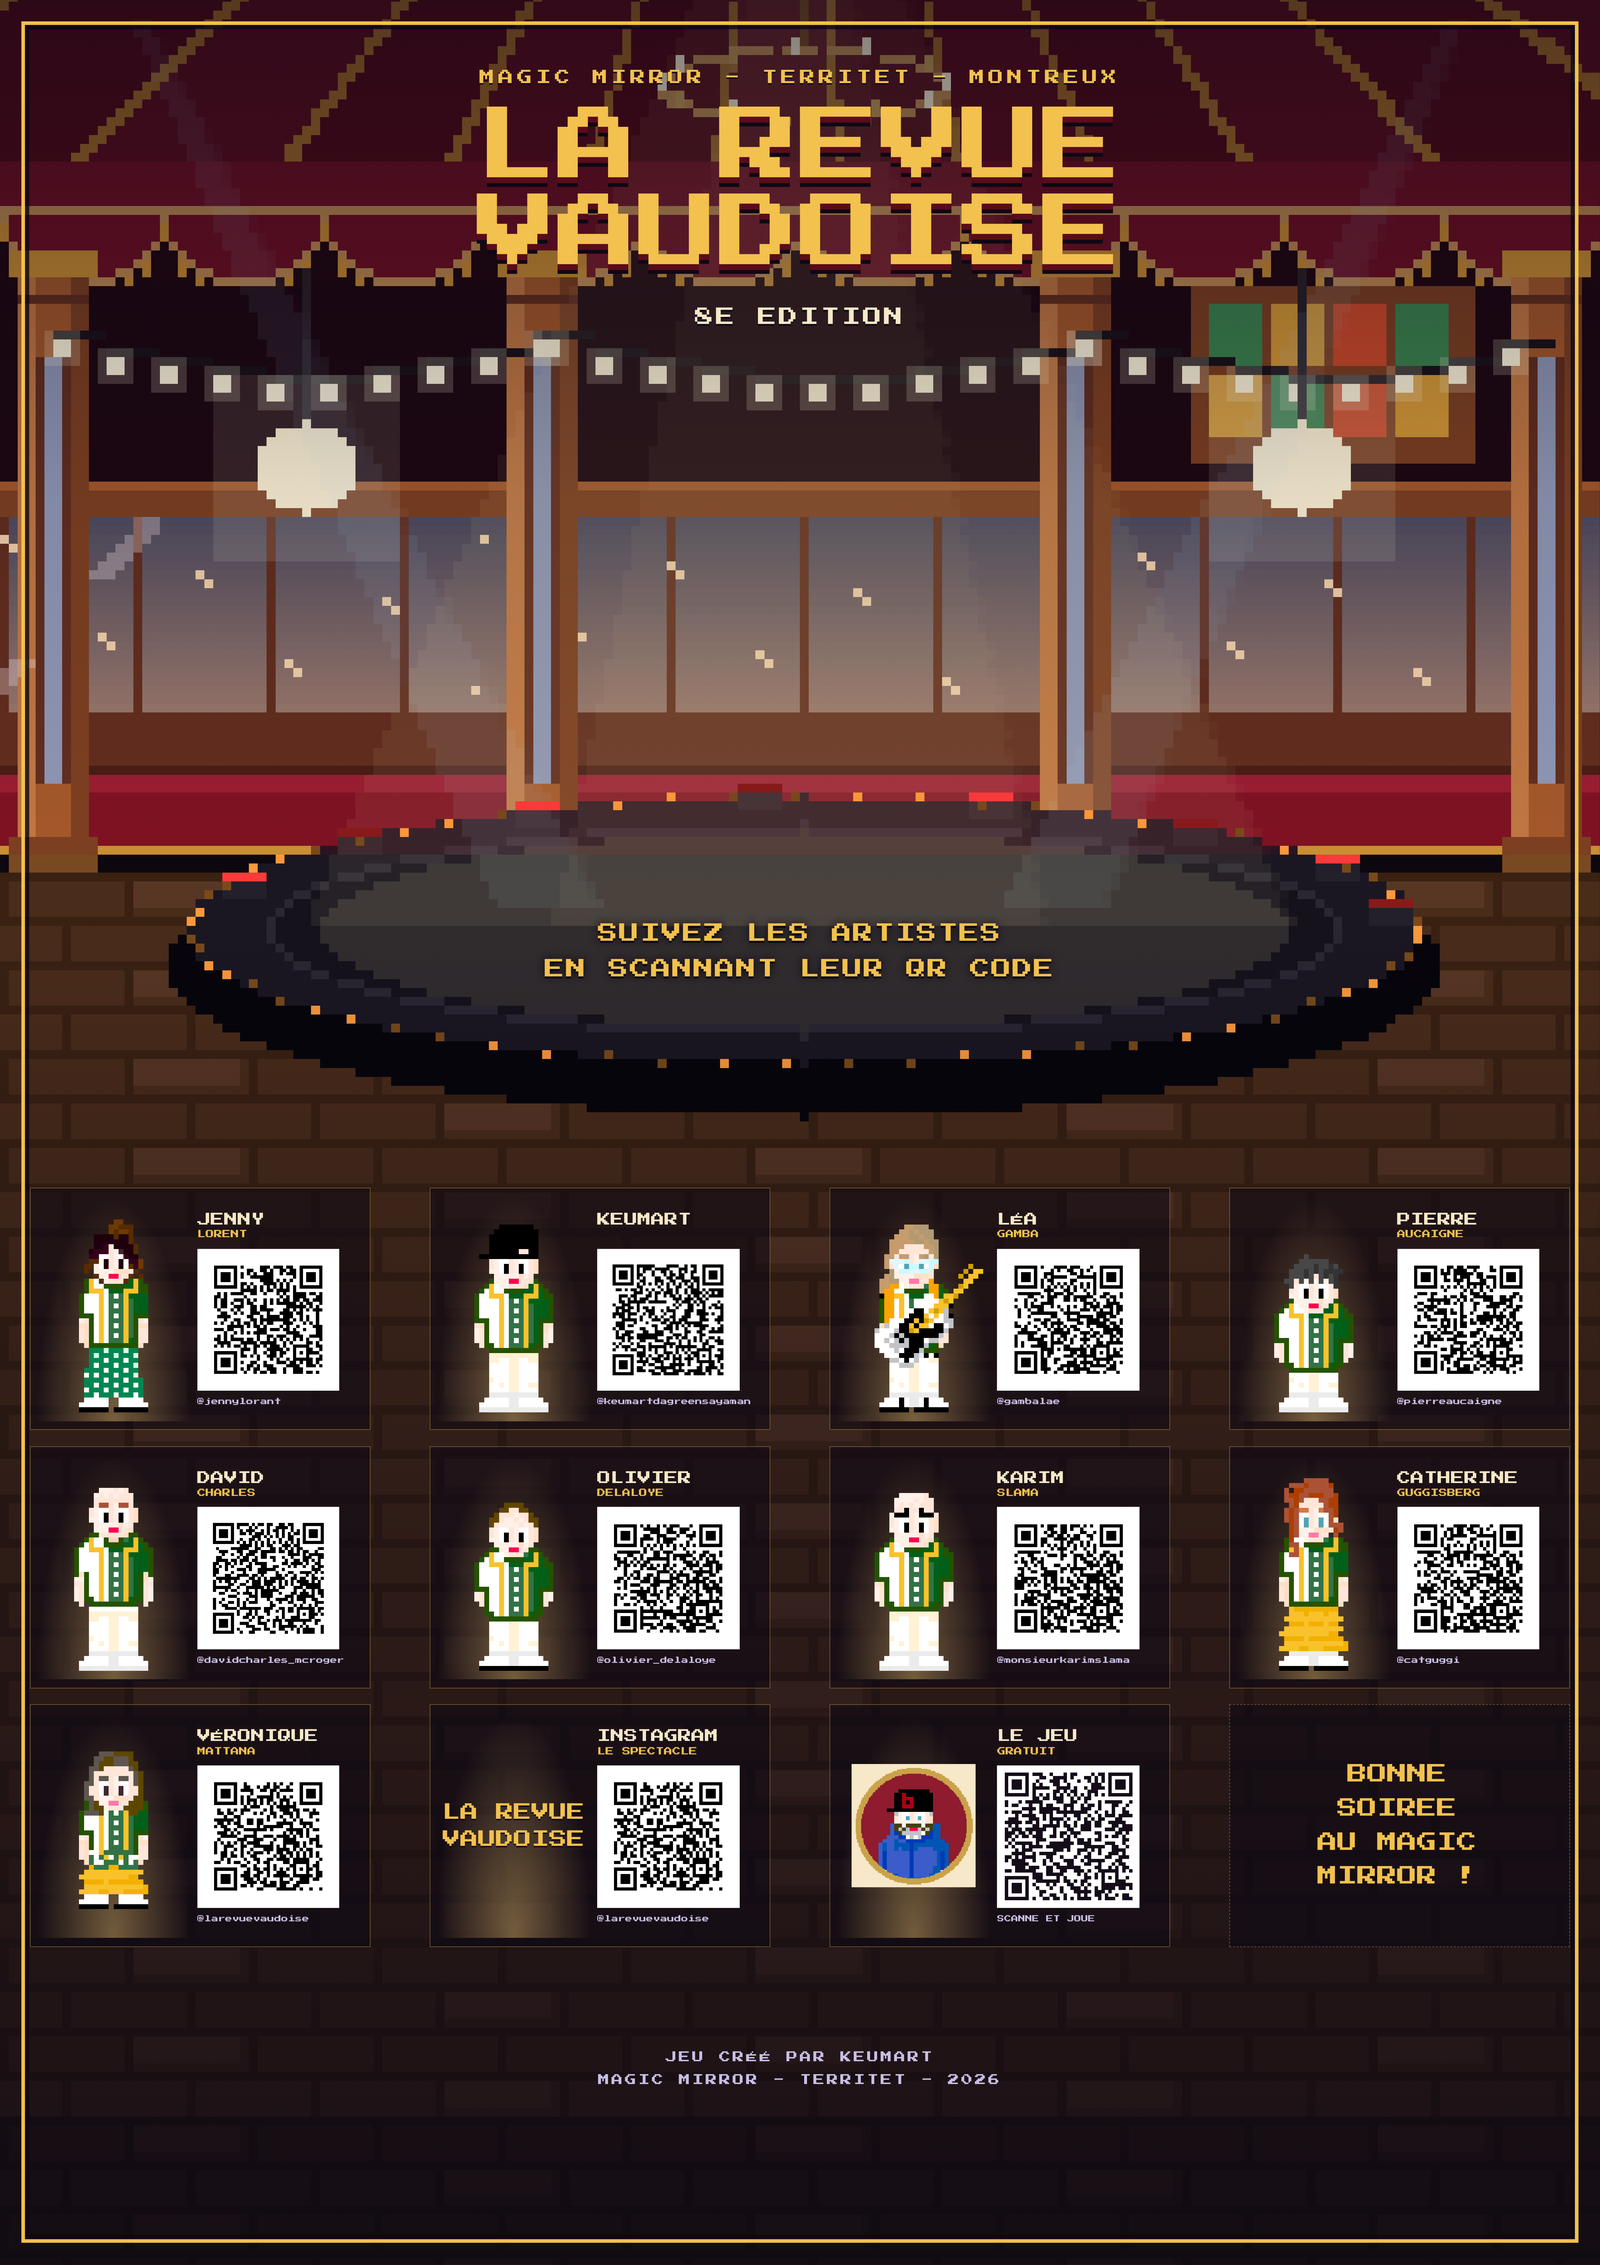 MAGIC MIRROR - TERRITET - MONTREUX
LA REVUE
VAUDOISE
8E EDITION
SUIVEZ LES ARTISTES
EN SCANNANT LEUR QR CODE
JENNY
LORENT
@jennylorant
KEUMART
@keumartdagreensayaman
LéA
GAMBA
@gambalae
PIERRE
AUCAIGNE
@pierreaucaigne
DAVID
CHARLES
@davidcharles_mcroger
OLIVIER
DELALOYE
@olivier_delaloye
KARIM
SLAMA
@monsieurkarimslama
CATHERINE
GUGGISBERG
@catguggi
VéRONIQUE
MATTANA
@larevuevaudoise
LA REVUE
VAUDOISE
INSTAGRAM
LE SPECTACLE
@larevuevaudoise
b
LE JEU
GRATUIT
SCANNE ET JOUE
BONNE
SOIREE
AU MAGIC
MIRROR !
JEU CRéé PAR KEUMART
MAGIC MIRROR - TERRITET - 2026